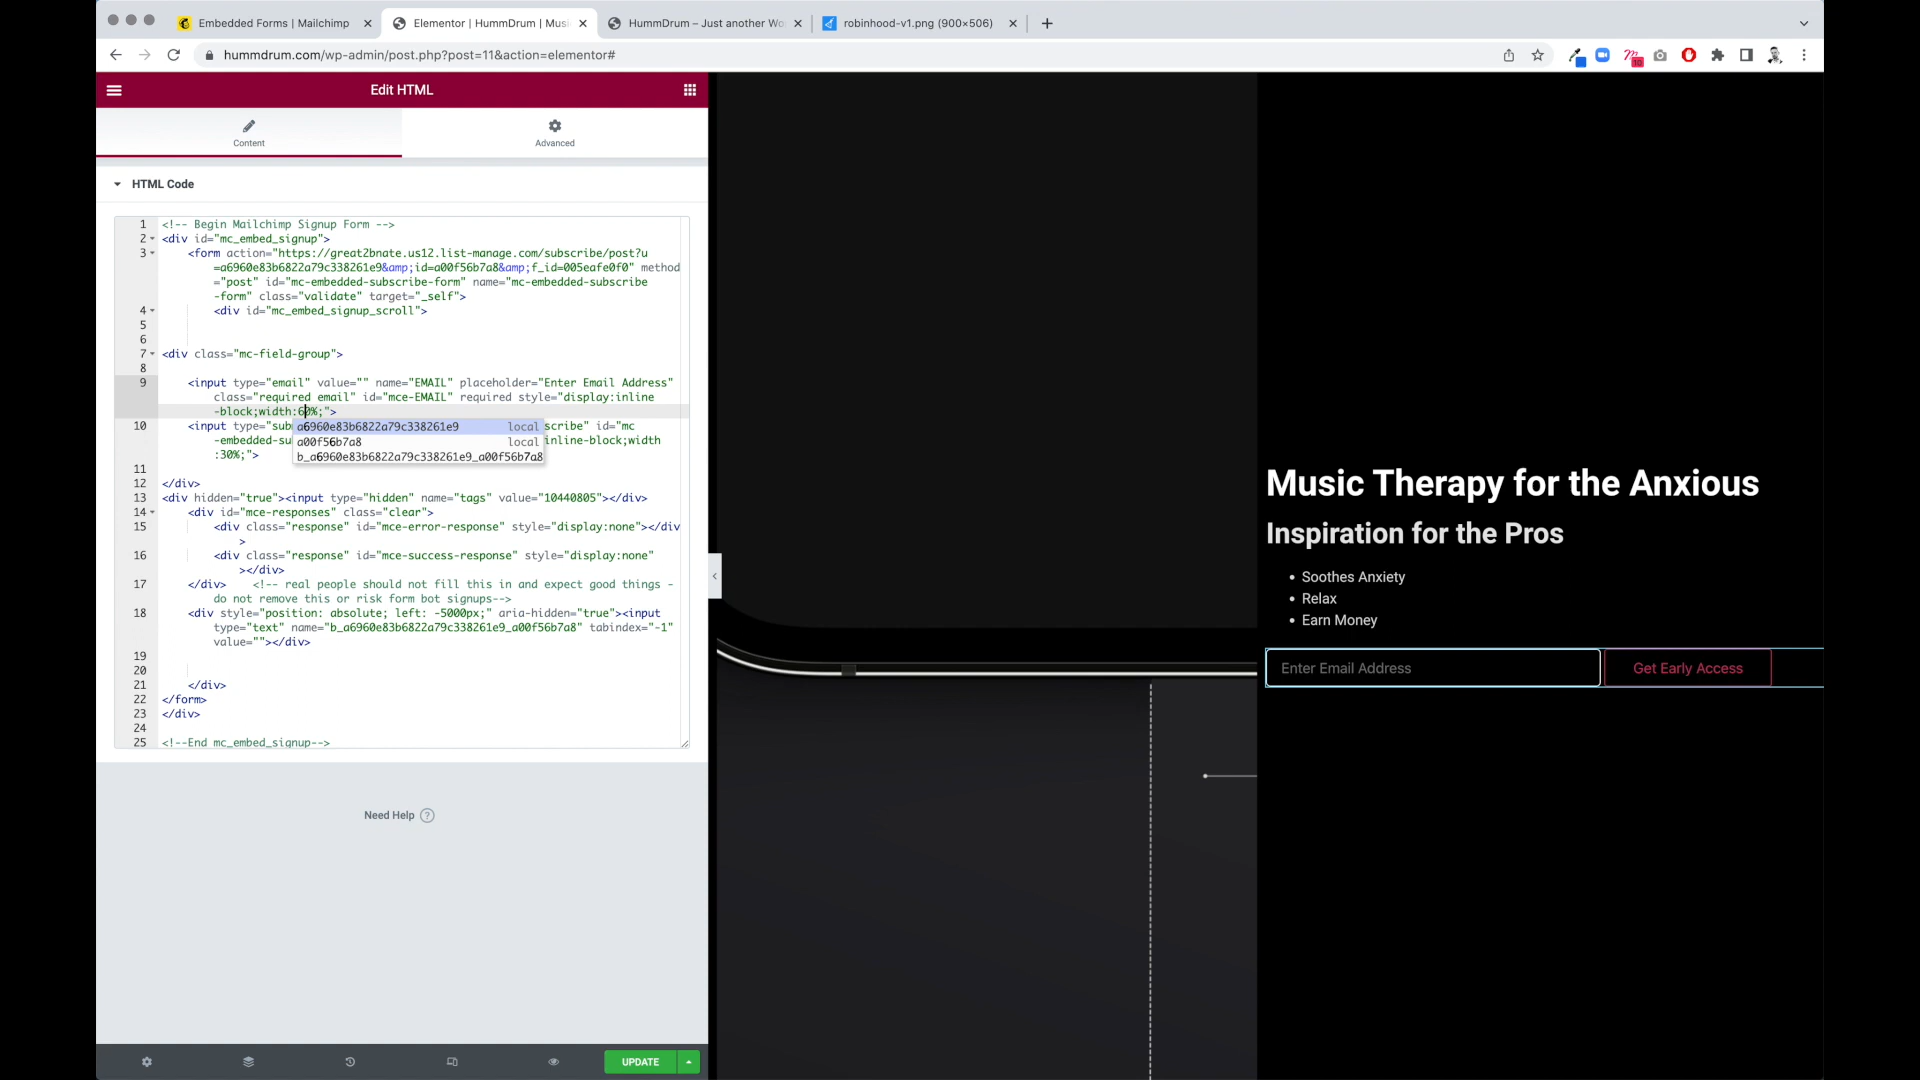 Embedded Forms | Mailchimp
Elementor | HummDrum | Musi
HummDrum – Just another Wo
robinhood-v1.png (900×506)
hummdrum.com/wp-admin/post.php?post=11&action=elementor#
10
Edit HTML
Content
Advanced
HTML Code
1 <!-- Begin Mailchimp Signup Form -->
2 <div id="mc_embed_signup">
3 <form action="https://great2bnate.us12.list-manage.com/subscribe/post?u
=a6960e83b6822a79c338261e9&amp;id=a00f56b7a8&amp;f_id=005eafe0f0" method
="post" id="mc-embedded-subscribe-form" name="mc-embedded-subscribe
-form" class="validate" target="_self">
4 <div id="mc_embed_signup_scroll">
5
6
7 <div class="mc-field-group">
8
9 <input type="email" value="" name="EMAIL" placeholder="Enter Email Address"
class="required email" id="mce-EMAIL" required style="display:inline
-block;width:60%;">
10 <input type="sub
scribe" id="mc
-embedded-su
inline-block;width
:30%;">
a6960e83b6822a79c338261e9 local
a00f56b7a8 local
b_a6960e83b6822a79c338261e9_a00f56b7a8
11
12 </div>
13 <div hidden="true"><input type="hidden" name="tags" value="10440805"></div>
14 <div id="mce-responses" class="clear">
15 <div class="response" id="mce-error-response" style="display:none"></div
>
16 <div class="response" id="mce-success-response" style="display:none"
></div>
17 </div> <!-- real people should not fill this in and expect good things -
do not remove this or risk form bot signups-->
18 <div style="position: absolute; left: -5000px;" aria-hidden="true"><input
type="text" name="b_a6960e83b6822a79c338261e9_a00f56b7a8" tabindex="-1"
value=""></div>
19
20
21 </div>
22 </form>
23 </div>
24
25 <!--End mc_embed_signup-->
Need Help ?
UPDATE
Music Therapy for the Anxious
Inspiration for the Pros
• Soothes Anxiety
• Relax
• Earn Money
Enter Email Address
Get Early Access